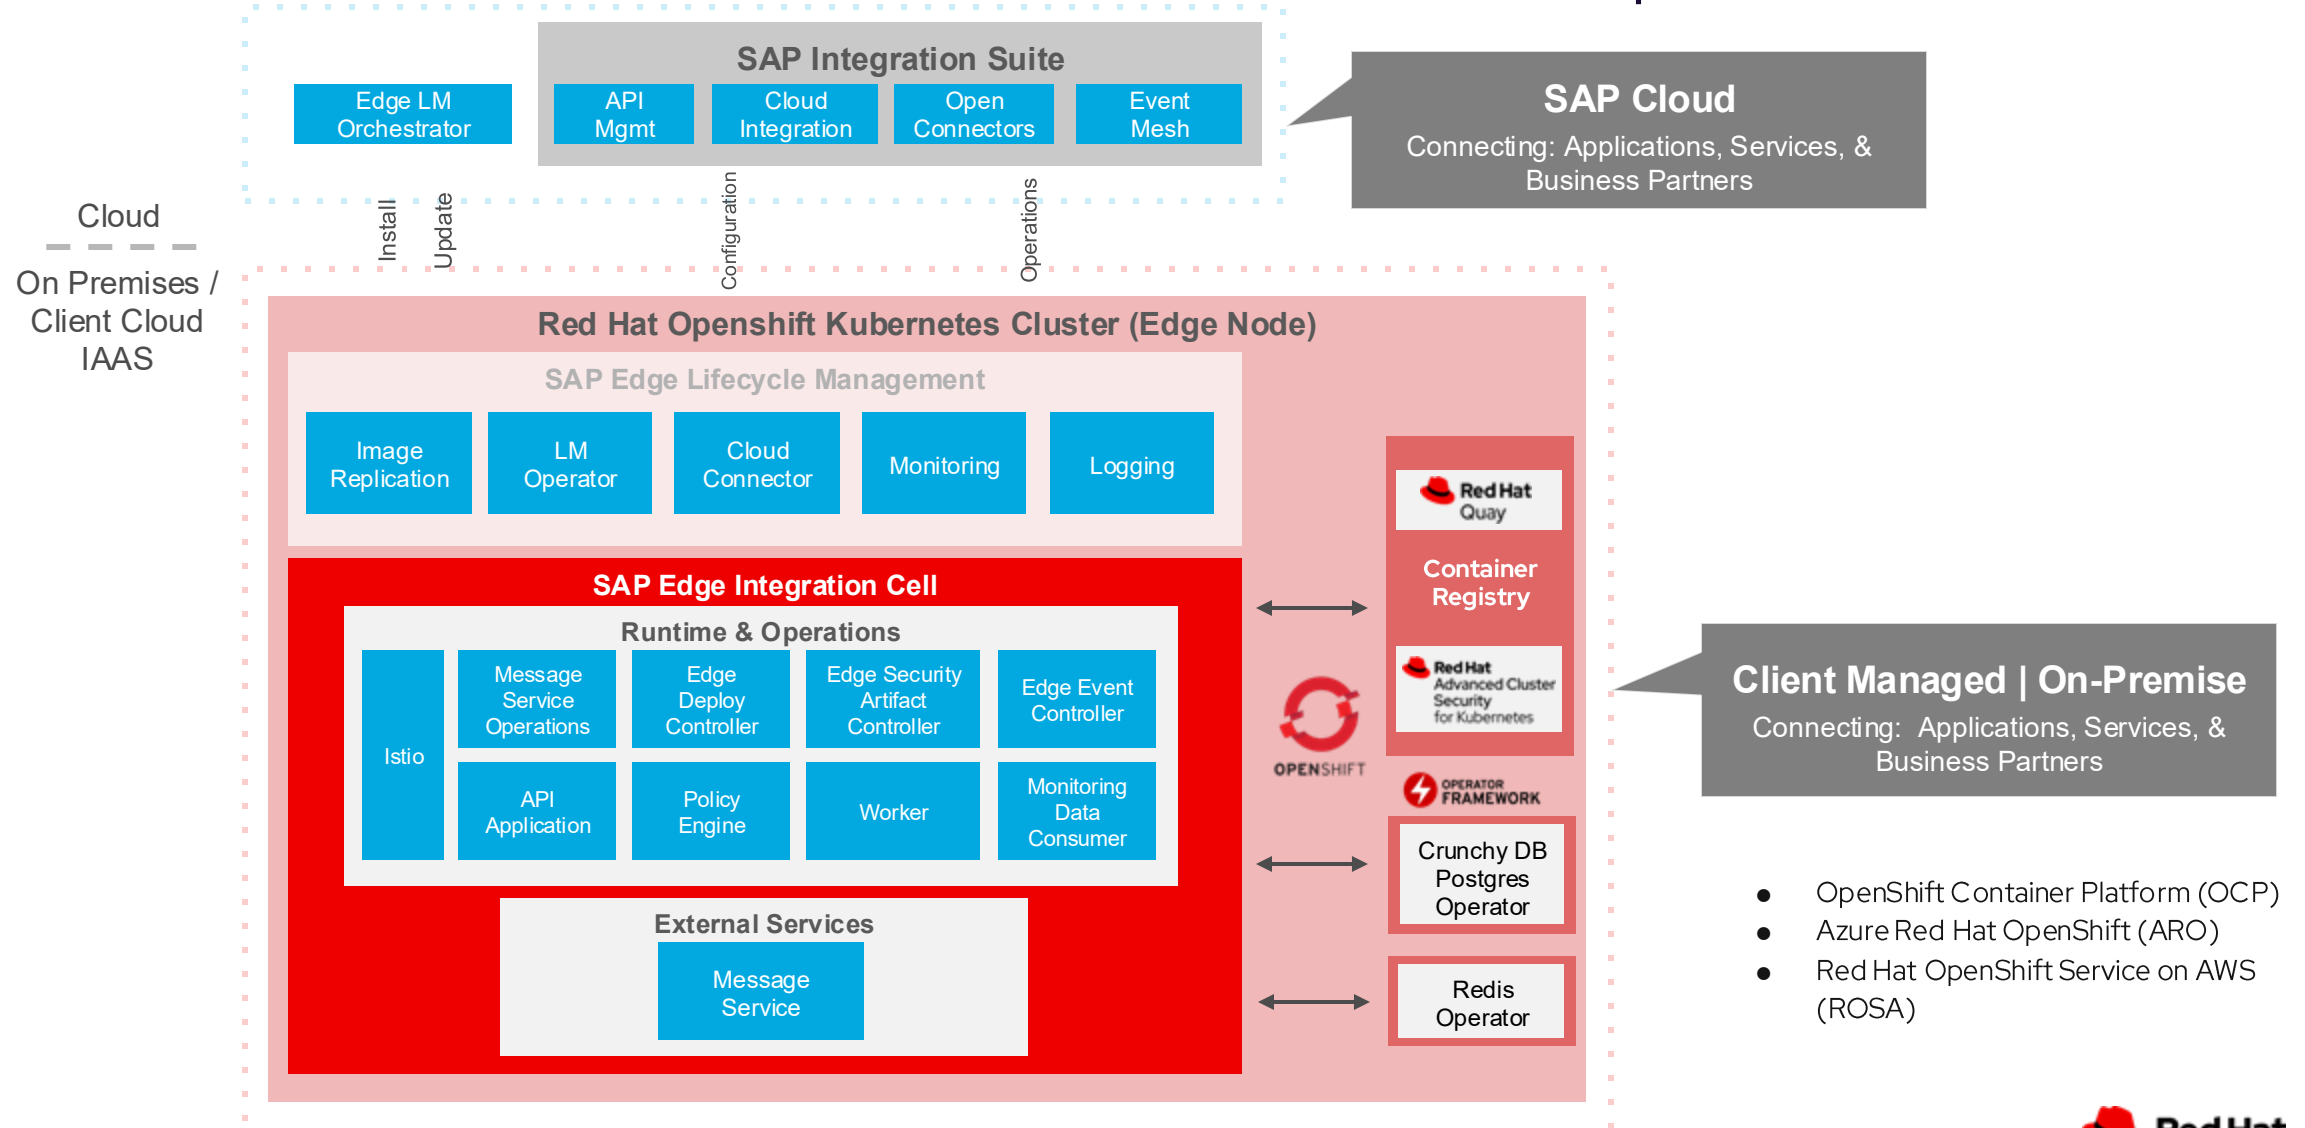 SAP Integration Suite
Edge LM
Orchestrator
API
Mgmt
Cloud
Integration
Open
Connectors
Event
Mesh
SAP Cloud
Connecting: Applications, Services, &
Business Partners
Install
Update
Configuration
Operations
Cloud
On Premises /
Client Cloud
IAAS
Red Hat Openshift Kubernetes Cluster (Edge Node)
SAP Edge Lifecycle Management
Image
Replication
LM
Operator
Cloud
Connector
Monitoring
Logging
SAP Edge Integration Cell
Runtime & Operations
Istio
Message
Service
Operations
Edge
Deploy
Controller
Edge Security
Artifact
Controller
Edge Event
Controller
API
Application
Policy
Engine
Worker
Monitoring
Data
Consumer
External Services
Message
Service
Red Hat
Quay
Container
Registry
Red Hat
Advanced Cluster
Security
for Kubernetes
OPENSHIFT
OPERATOR
FRAMEWORK
Crunchy DB
Postgres
Operator
Redis
Operator
Client Managed | On-Premise
Connecting: Applications, Services, &
Business Partners
● OpenShift Container Platform (OCP)
● Azure Red Hat OpenShift (ARO)
● Red Hat OpenShift Service on AWS
(ROSA)
Red Hat